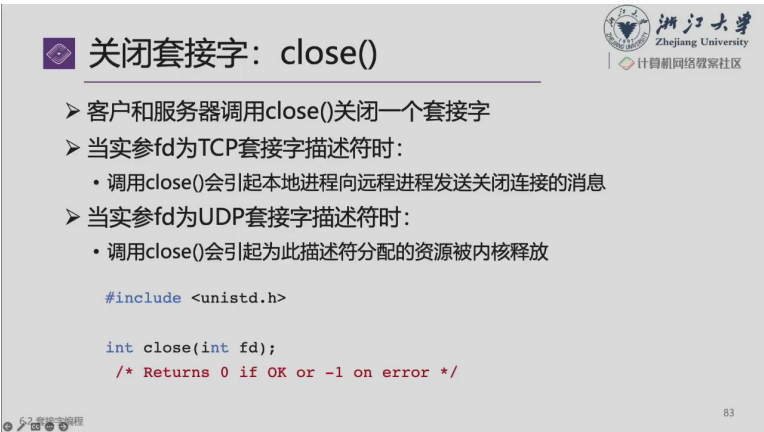 浙江大学
Zhejiang University
计算机网络教案社区
关闭套接字：close()
➢ 客户和服务器调用close()关闭一个套接字
➢ 当实参fd为TCP套接字描述符时：
• 调用close()会引起本地进程向远程进程发送关闭连接的消息
➢ 当实参fd为UDP套接字描述符时：
• 调用close()会引起为此描述符分配的资源被内核释放
#include <unistd.h>
int close(int fd);
/* Returns 0 if OK or -1 on error */
6.2 套接字编程
83